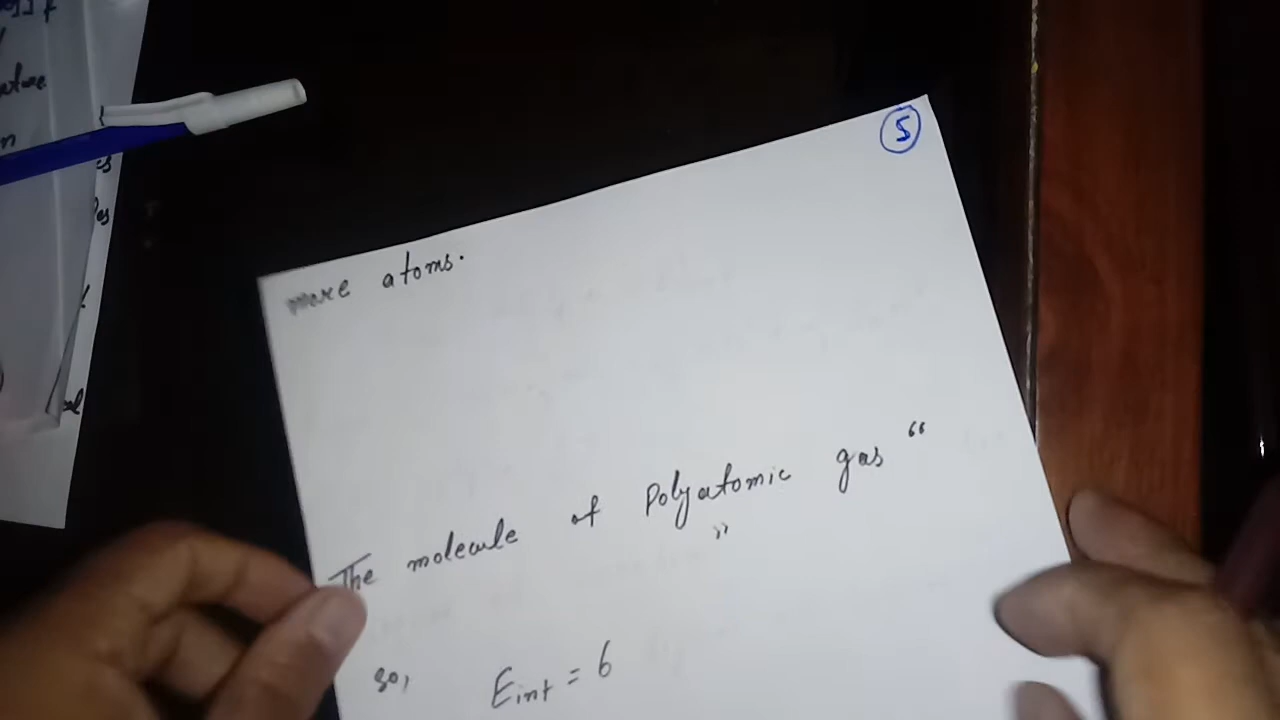 5
more atoms.
The molecule of Polyatomic gas "
"
so, Eint = 6